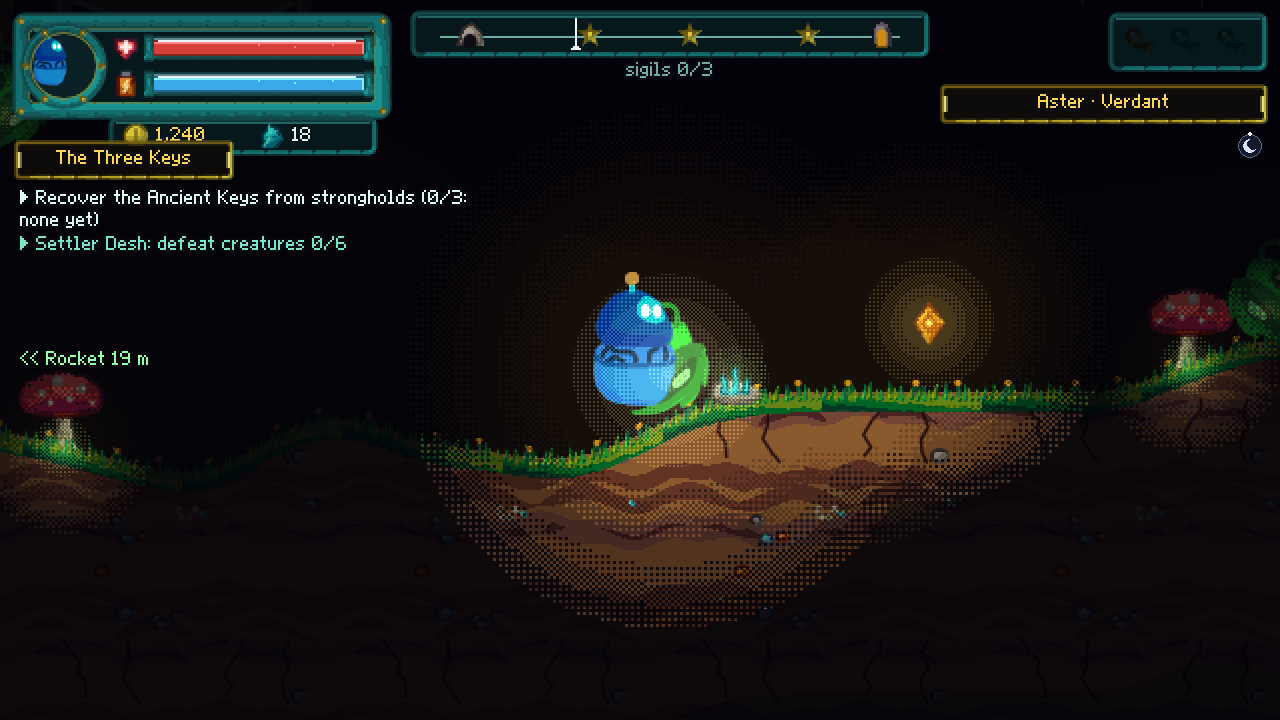 sigils 0/3
Aster · Verdant
1,240
18
The Three Keys
Recover the Ancient Keys from strongholds (0/3:
none yet)
Settler Desh: defeat creatures 0/6
<< Rocket 19 m